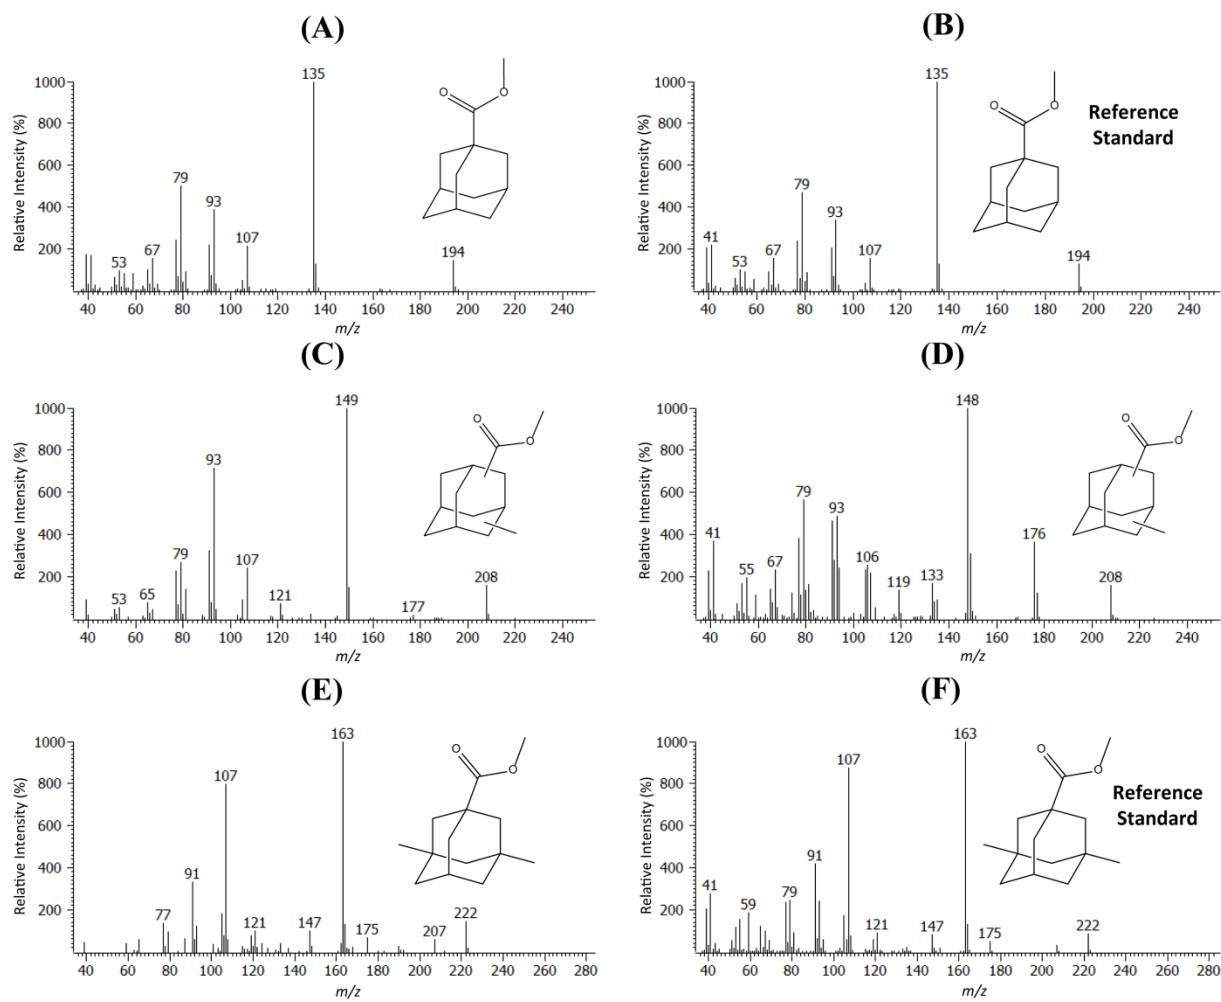 (A)
1000
800
600
400
200
Relative Intensity (%)
53
67
79
93
107
135
194
O
O
40 60 80 100 120 140 160 180 200 220 240
m/z
(B)
1000
800
600
400
200
Relative Intensity (%)
41
53
67
79
93
107
135
194
O
O
Reference
Standard
40 60 80 100 120 140 160 180 200 220 240
m/z
(C)
1000
800
600
400
200
Relative Intensity (%)
53
65
79
93
107
121
149
177
208
O
O
40 60 80 100 120 140 160 180 200 220 240
m/z
(D)
1000
800
600
400
200
Relative Intensity (%)
41
55
67
79
93
106
119
133
148
176
208
O
O
40 60 80 100 120 140 160 180 200 220 240
m/z
(E)
1000
800
600
400
200
Relative Intensity (%)
77
91
107
121
147
163
175
207
222
O
O
40 60 80 100 120 140 160 180 200 220 240 260 280
m/z
(F)
1000
800
600
400
200
Relative Intensity (%)
41
59
79
91
107
121
147
163
175
222
O
O
Reference
Standard
40 60 80 100 120 140 160 180 200 220 240 260 280
m/z